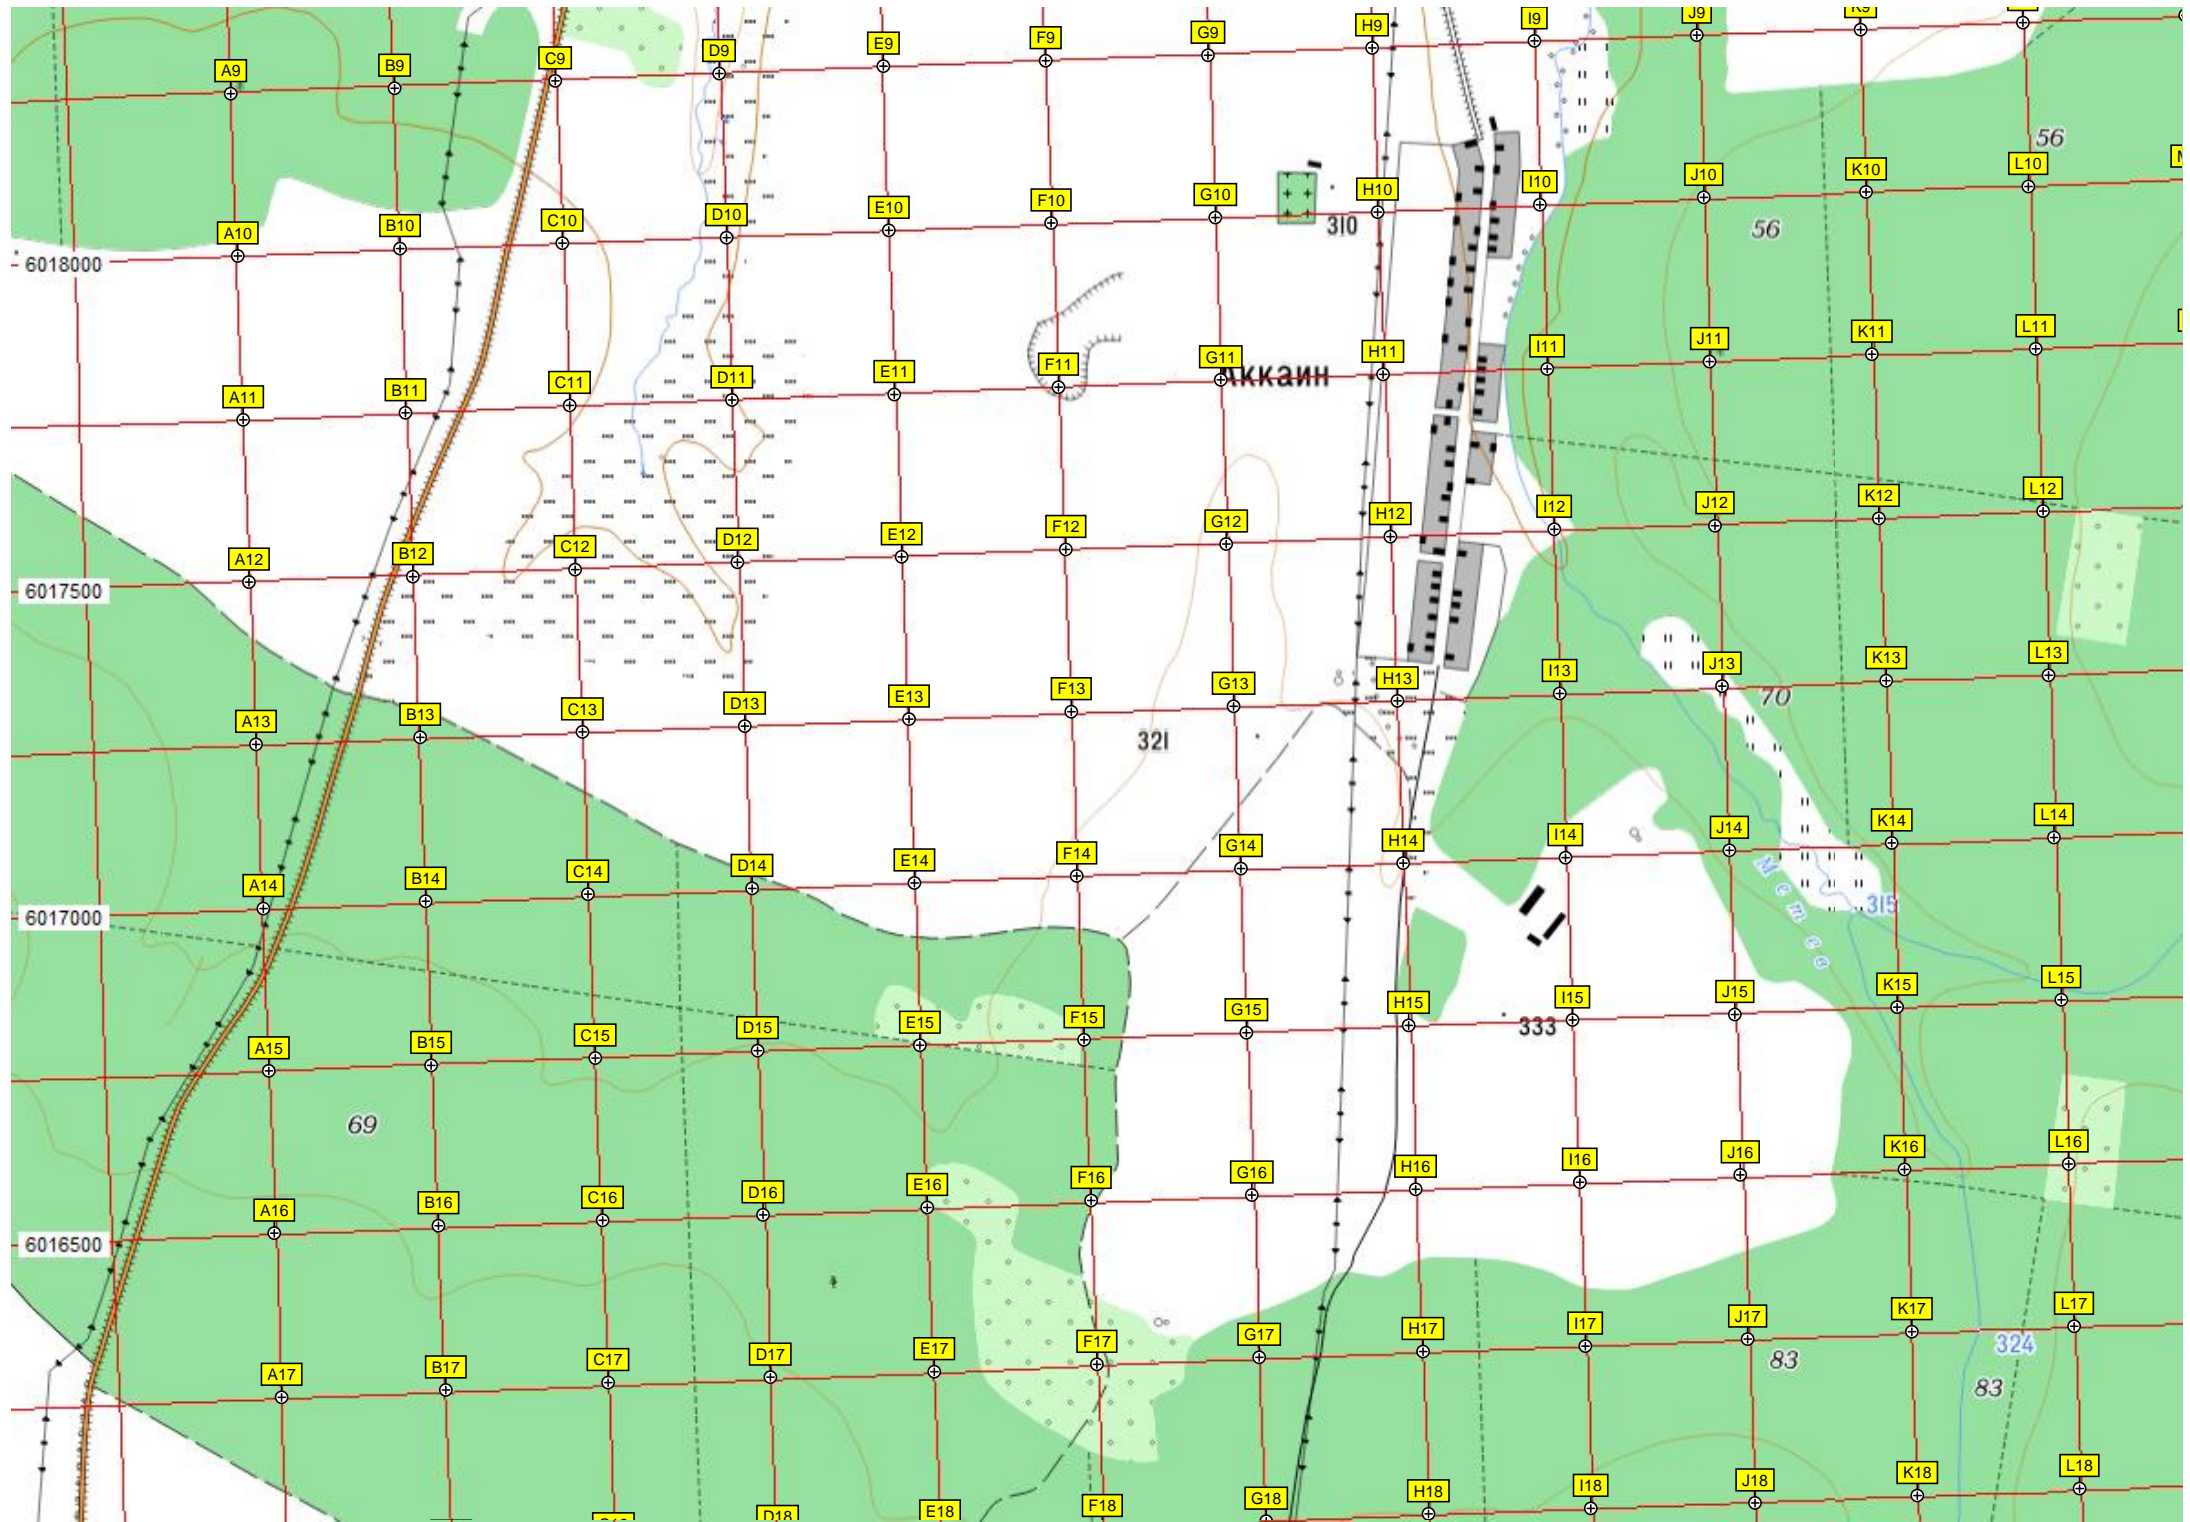 A9 B9 C9 D9 E9 F9 G9 H9 I9 J9 K9
56
A10 B10 C10 D10 E10 F10 G10 H10 I10 J10 K10 L10
310
56
6018000
A11 B11 C11 D11 E11 F11 G11 H11 I11 J11 K11 L11
Аккаин
A12 B12 C12 D12 E12 F12 G12 H12 I12 J12 K12 L12
6017500
A13 B13 C13 D13 E13 F13 G13 H13 I13 J13 K13 L13
70
321
A14 B14 C14 D14 E14 F14 G14 H14 I14 J14 K14 L14
6017000
315
A15 B15 C15 D15 E15 F15 G15 H15 I15 J15 K15 L15
333
69
A16 B16 C16 D16 E16 F16 G16 H16 I16 J16 K16 L16
6016500
A17 B17 C17 D17 E17 F17 G17 H17 I17 J17 K17 L17
324
83
83
D18 E18 F18 G18 H18 I18 J18 K18 L18